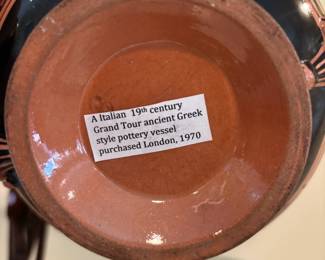 A Italian 19th century
Grand Tour ancient Greek
style pottery vessel
purchased London, 1970